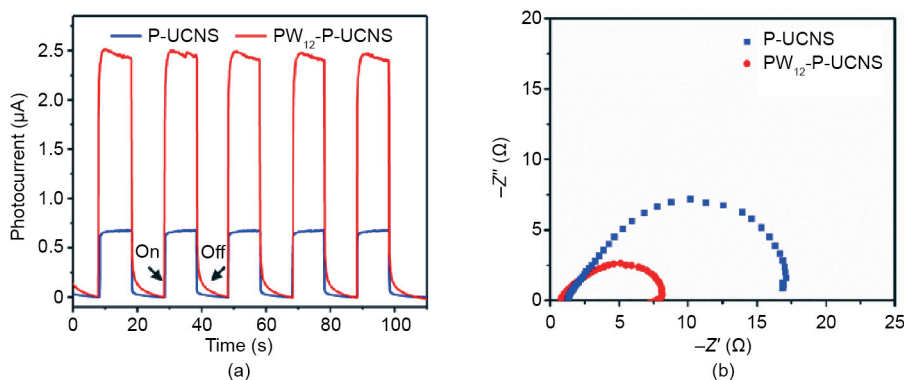 P-UCNS PW₁₂-P-UCNS
Photocurrent (μA)
2.5
2.0
1.5
1.0
0.5
0
On
Off
0 20 40 60 80 100
Time (s)
(a)
P-UCNS
PW₁₂-P-UCNS
–Z″ (Ω)
20
15
10
5
0
0 5 10 15 20 25
–Z′ (Ω)
(b)